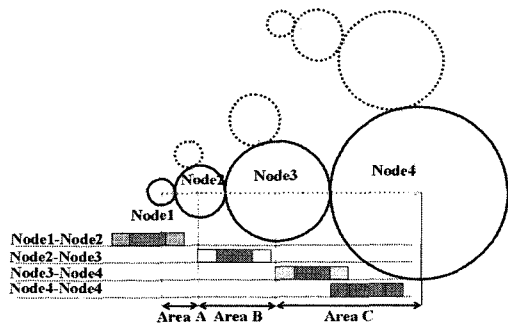 Node4
Node2
Node3
Node1
Node1-Node2
Node2-Node3
Node3-Node4
Node4-Node4
Area A Area B Area C